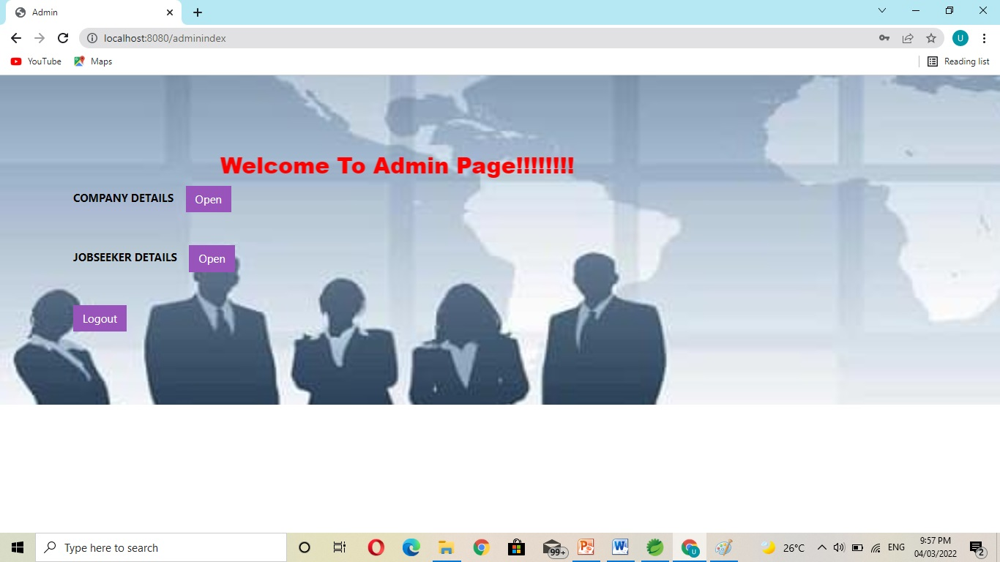 Admin
localhost:8080/adminindex
U
YouTube Maps Reading list
Welcome To Admin Page!!!!!!!!
COMPANY DETAILS Open
JOBSEEKER DETAILS Open
Logout
Type here to search 99+ P W U 26°C ENG 9:57 PM
04/03/2022 2